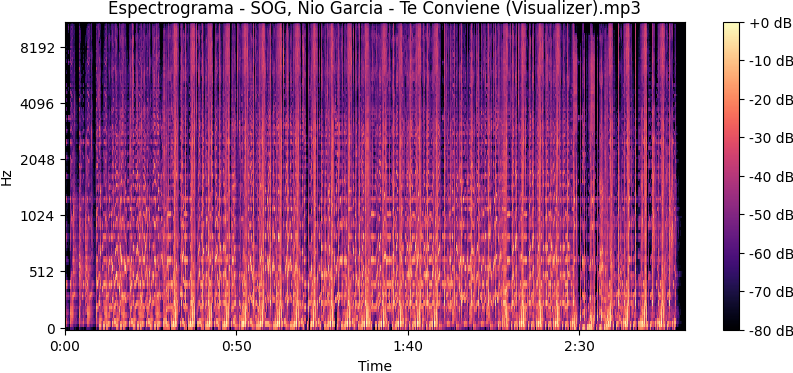 Espectrograma - SOG, Nio Garcia - Te Conviene (Visualizer).mp3
8192
4096
2048
1024
512
0
Hz
0:00
0:50
1:40
2:30
Time
+0 dB
-10 dB
-20 dB
-30 dB
-40 dB
-50 dB
-60 dB
-70 dB
-80 dB